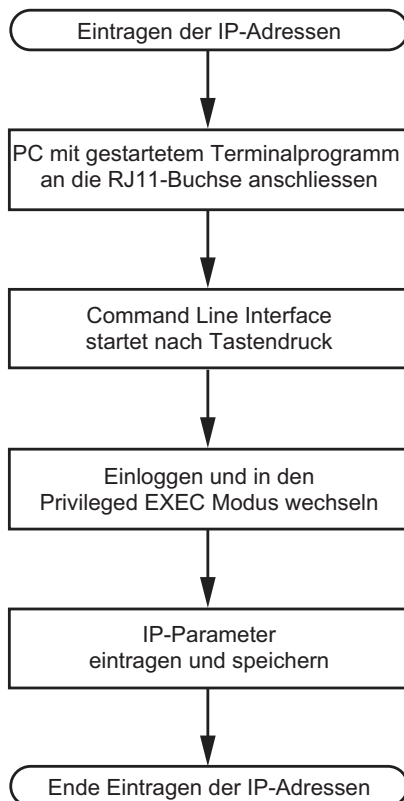 Eintragen der IP-Adressen
PC mit gestartetem Terminalprogramm
an die RJ11-Buchse anschliessen
Command Line Interface
startet nach Tastendruck
Einloggen und in den
Privileged EXEC Modus wechseln
IP-Parameter
eintragen und speichern
Ende Eintragen der IP-Adressen